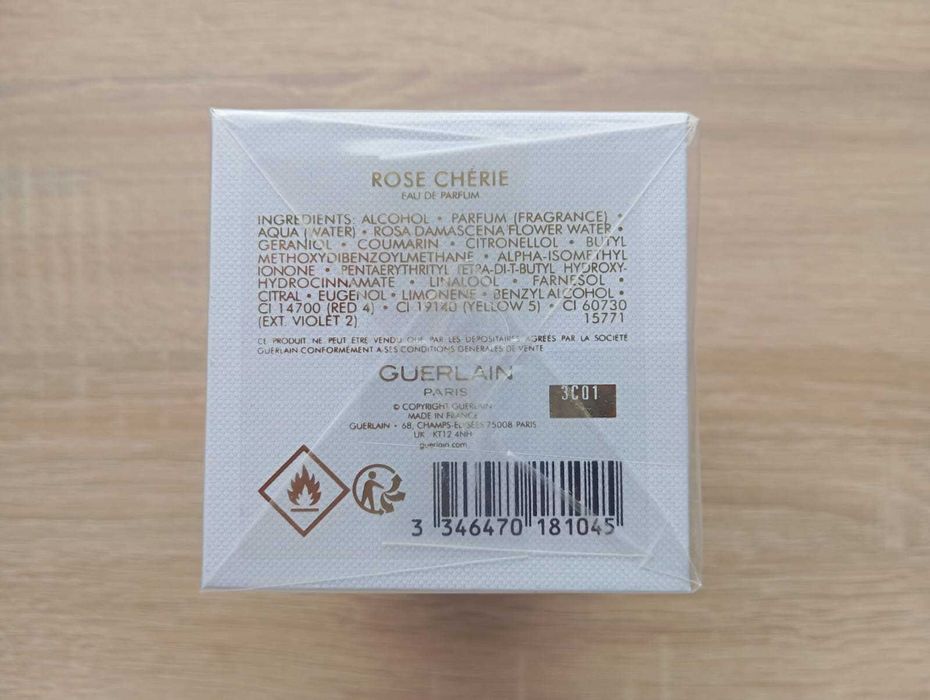 ROSE CHÉRIE
EAU DE PARFUM
INGREDIENTS: ALCOHOL • PARFUM (FRAGRANCE) •
AQUA (WATER) • ROSA DAMASCENA FLOWER WATER •
GERANIOL • COUMARIN • CITRONELLOL • BUTYL
METHOXYDIBENZOYLMETHANE • ALPHA-ISOMETHYL
IONONE • PENTAERYTHRITYL TETRA-DI-T-BUTYL HYDROXY-
HYDROCINNAMATE • LINALOOL • FARNESOL •
CITRAL • EUGENOL • LIMONENE • BENZYL ALCOHOL •
CI 14700 (RED 4) • CI 19140 (YELLOW 5) • CI 60730
(EXT. VIOLET 2) 15771
CE PRODUIT NE PEUT ÊTRE VENDU QUE PAR LES DÉPOSITAIRES AGRÉÉS PAR LA SOCIÉTÉ
GUERLAIN CONFORMÉMENT A SES CONDITIONS GÉNÉRALES DE VENTE
GUERLAIN
PARIS
3C01
© COPYRIGHT GUERLAIN
MADE IN FRANCE
GUERLAIN • 68, CHAMPS-ELYSÉES 75008 PARIS
UK KT12 4NH
guerlain.com
3 346470 181045